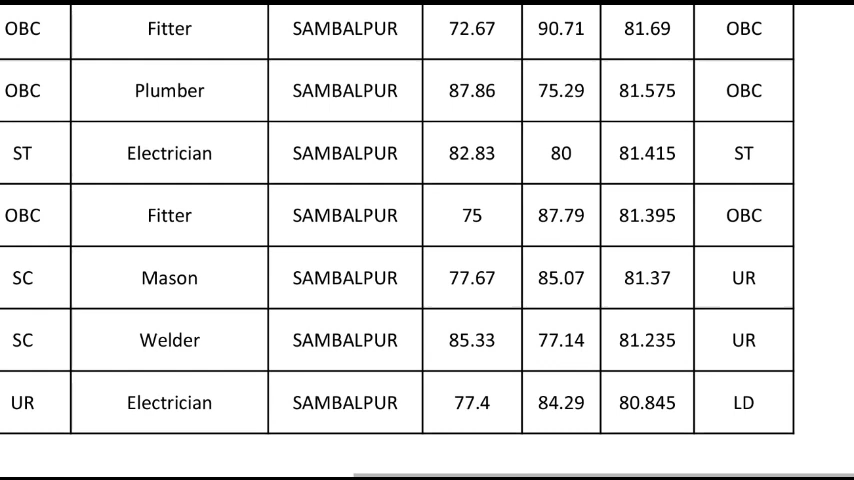 OBC Fitter SAMBALPUR 72.67 90.71 81.69 OBC
OBC Plumber SAMBALPUR 87.86 75.29 81.575 OBC
ST Electrician SAMBALPUR 82.83 80 81.415 ST
OBC Fitter SAMBALPUR 75 87.79 81.395 OBC
SC Mason SAMBALPUR 77.67 85.07 81.37 UR
SC Welder SAMBALPUR 85.33 77.14 81.235 UR
UR Electrician SAMBALPUR 77.4 84.29 80.845 LD